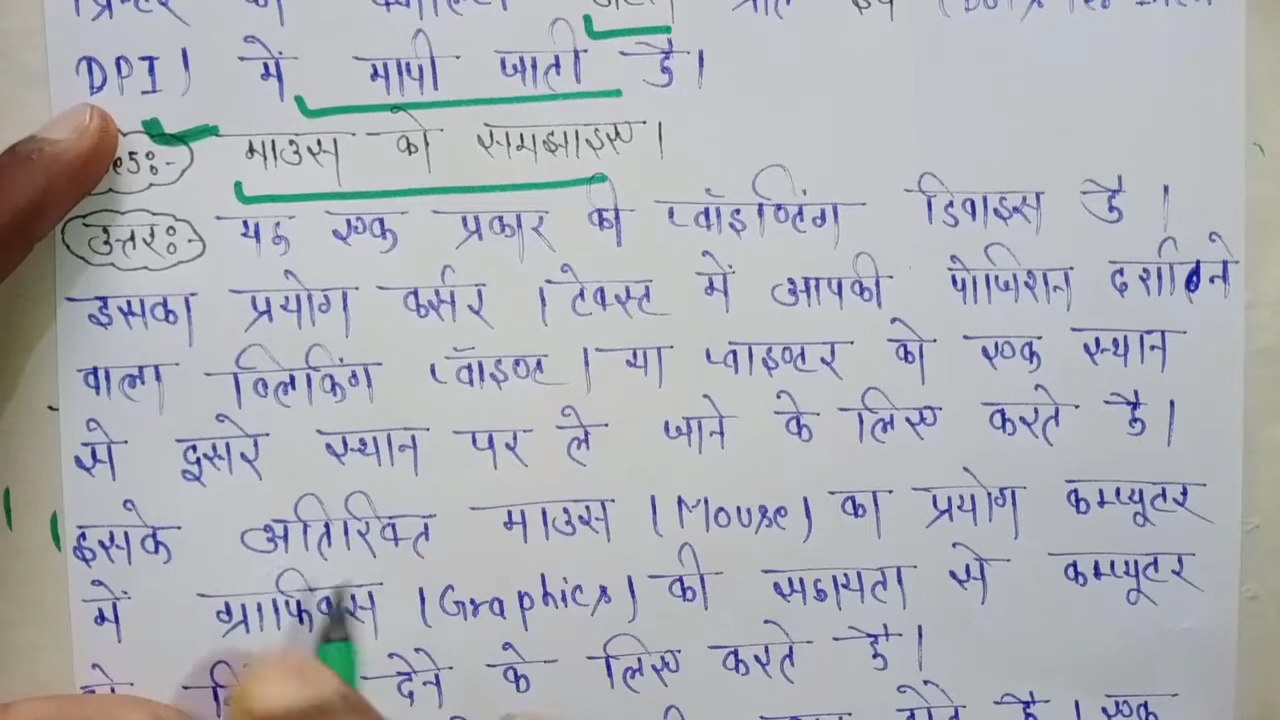 DPI) में मापी जाती है।
माउस को समझाइए।
उत्तर:- यह एक प्रकार की प्वॉइण्टिंग डिवाइस है।
इसका प्रयोग कर्सर (टेक्स्ट में आपकी पोजिशन दर्शाने
वाला ब्लिकिंग प्वॉइण्ट) या प्वाइण्टर को एक स्थान
से दुसरे स्थान पर ले जाने के लिए करते है।
इसके अतिरिक्त माउस (Mouse) का प्रयोग कम्प्यूटर
में ग्राफिक्स (Graphics) की सहायता से कम्प्यूटर
देने के लिए करते है।
होते है। एक